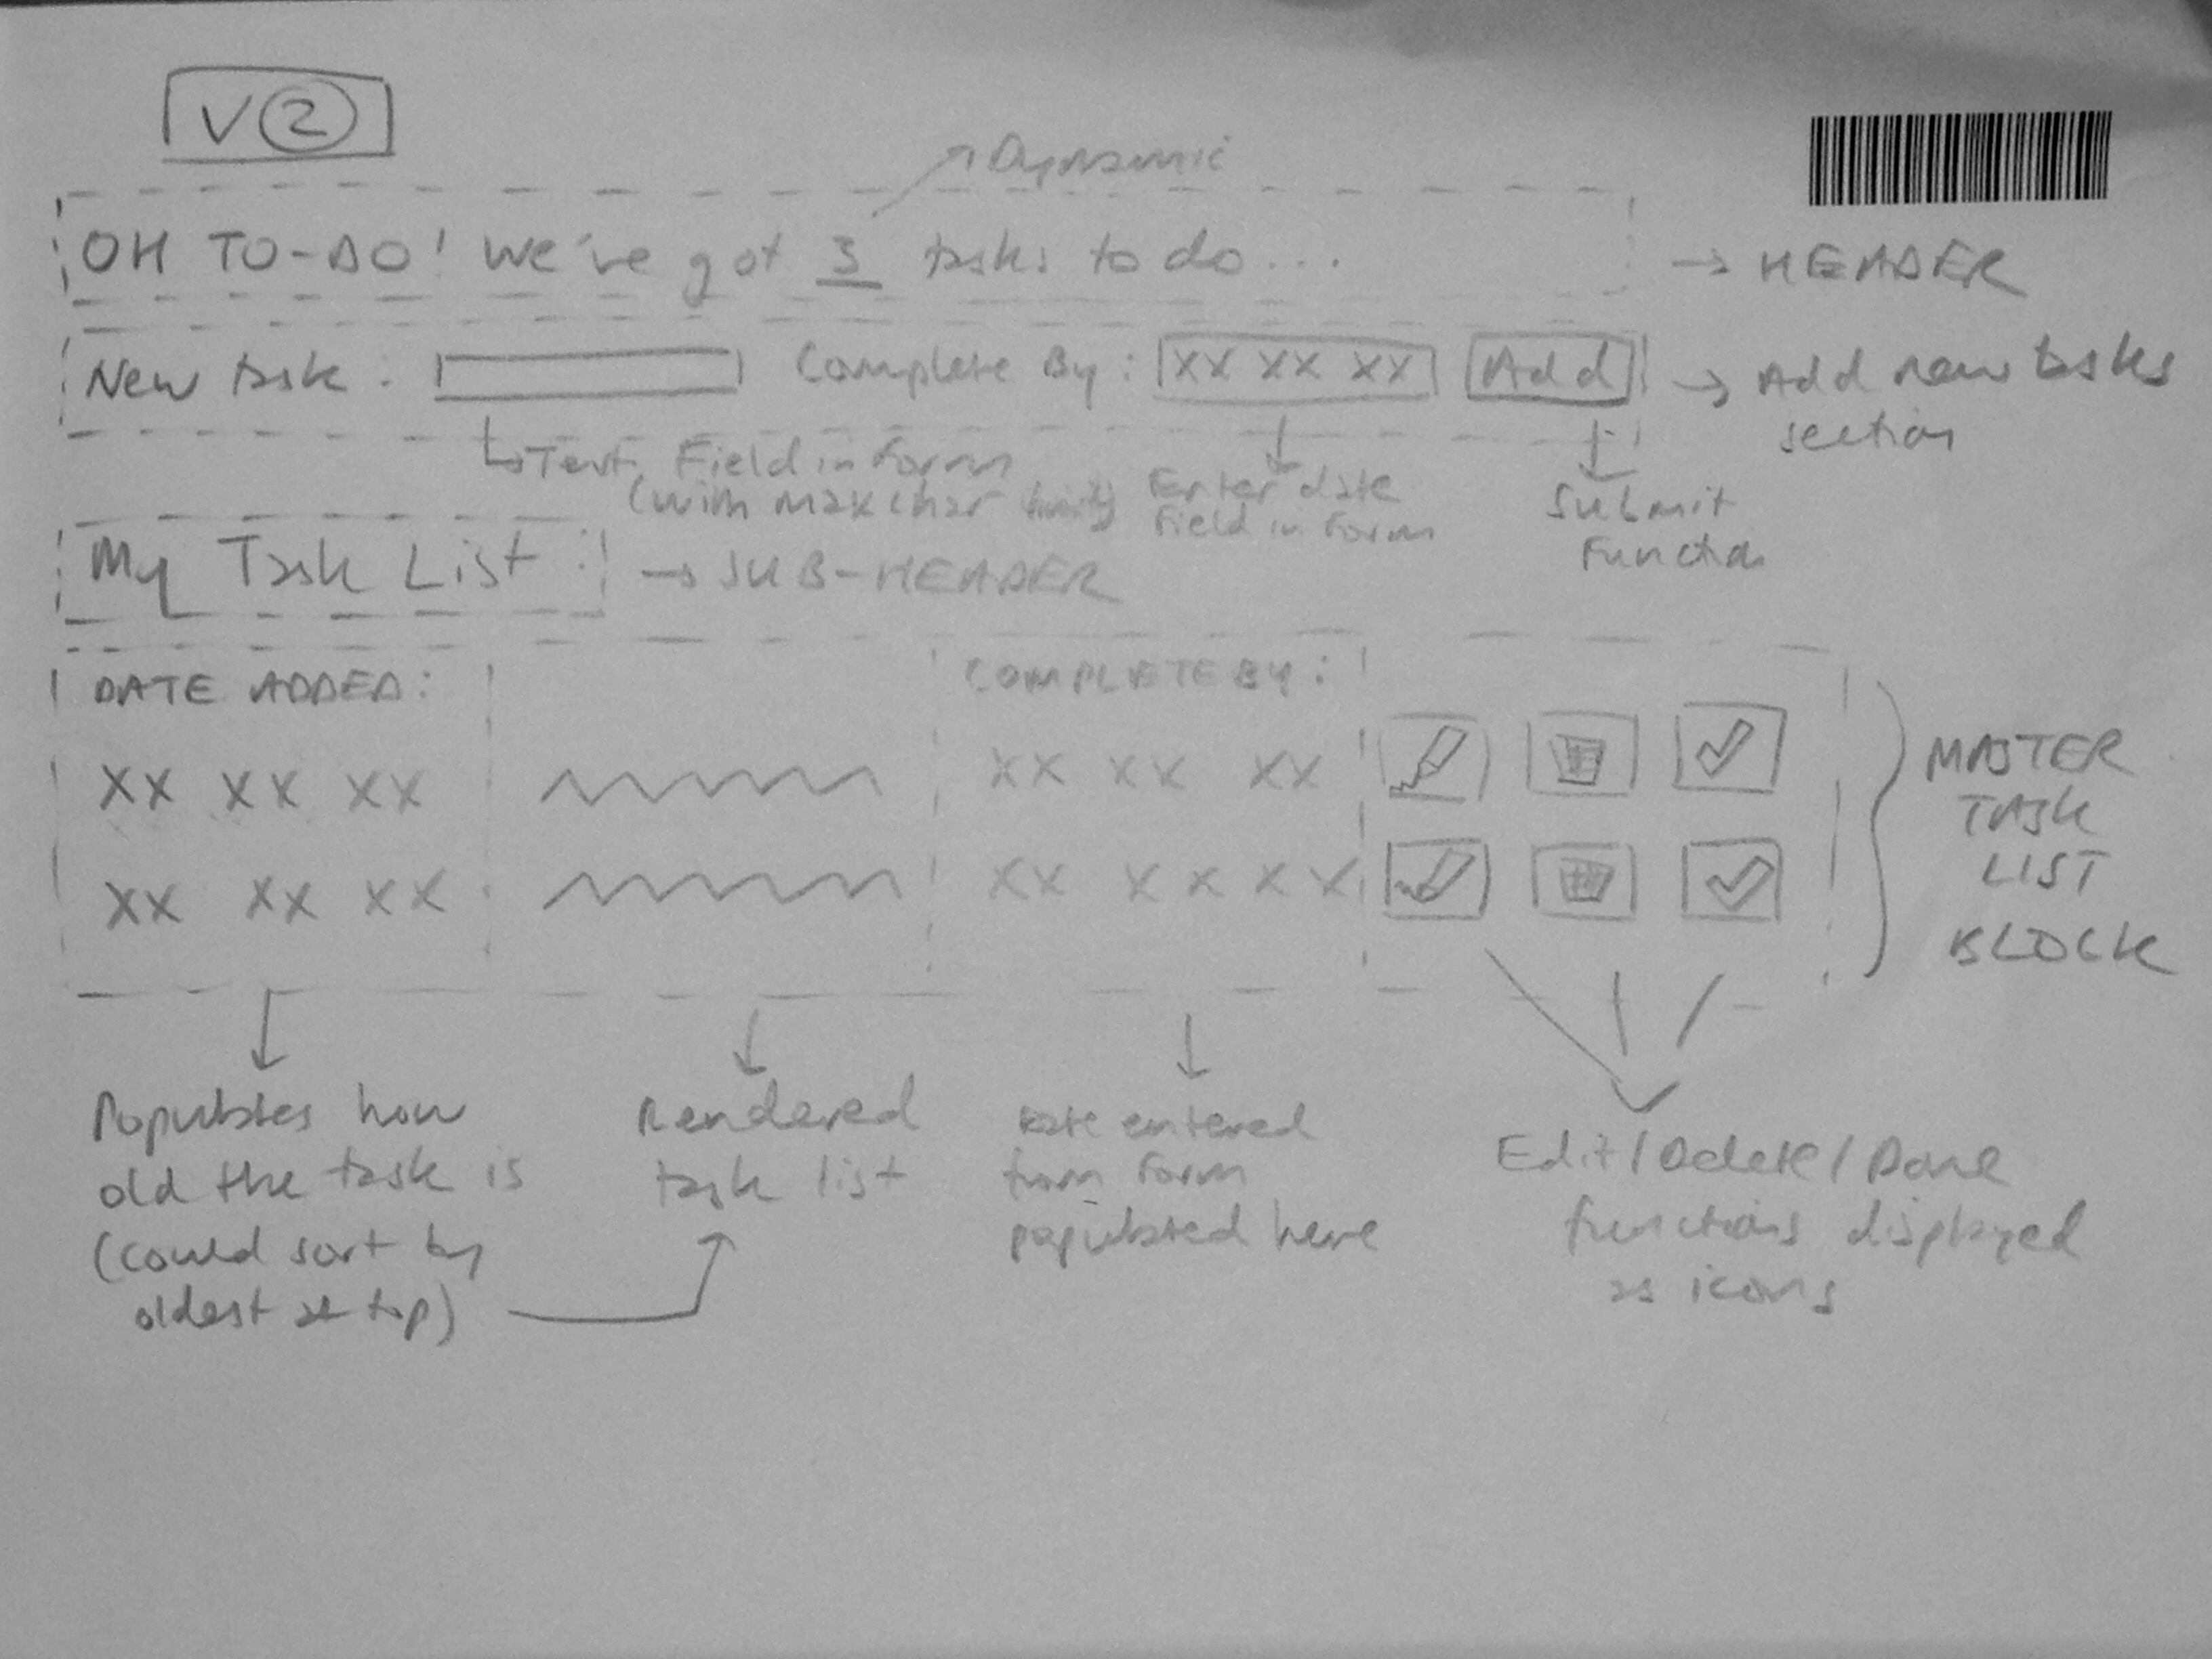 V2
Dynamic
OH TO-DO! We've got 3 tasks to do...
→ HEADER
New task : Complete By : XX XX XX Add
→ Add new tasks
section
Text Field in Form
(with max char limit)
Enter date
Field in Form
Submit
Function
My Task List :
→ SUB-HEADER
DATE ADDED: COMPLETE BY:
XX XX XX XX XX XX
XX XX XX XX X X X X
MASTER
TASK
LIST
BLOCK
Populates how
old the task is
(could sort by
oldest at top)
Rendered
task list
Date entered
from Form
populated here
Edit/Delete/Done
functions displayed
as icons